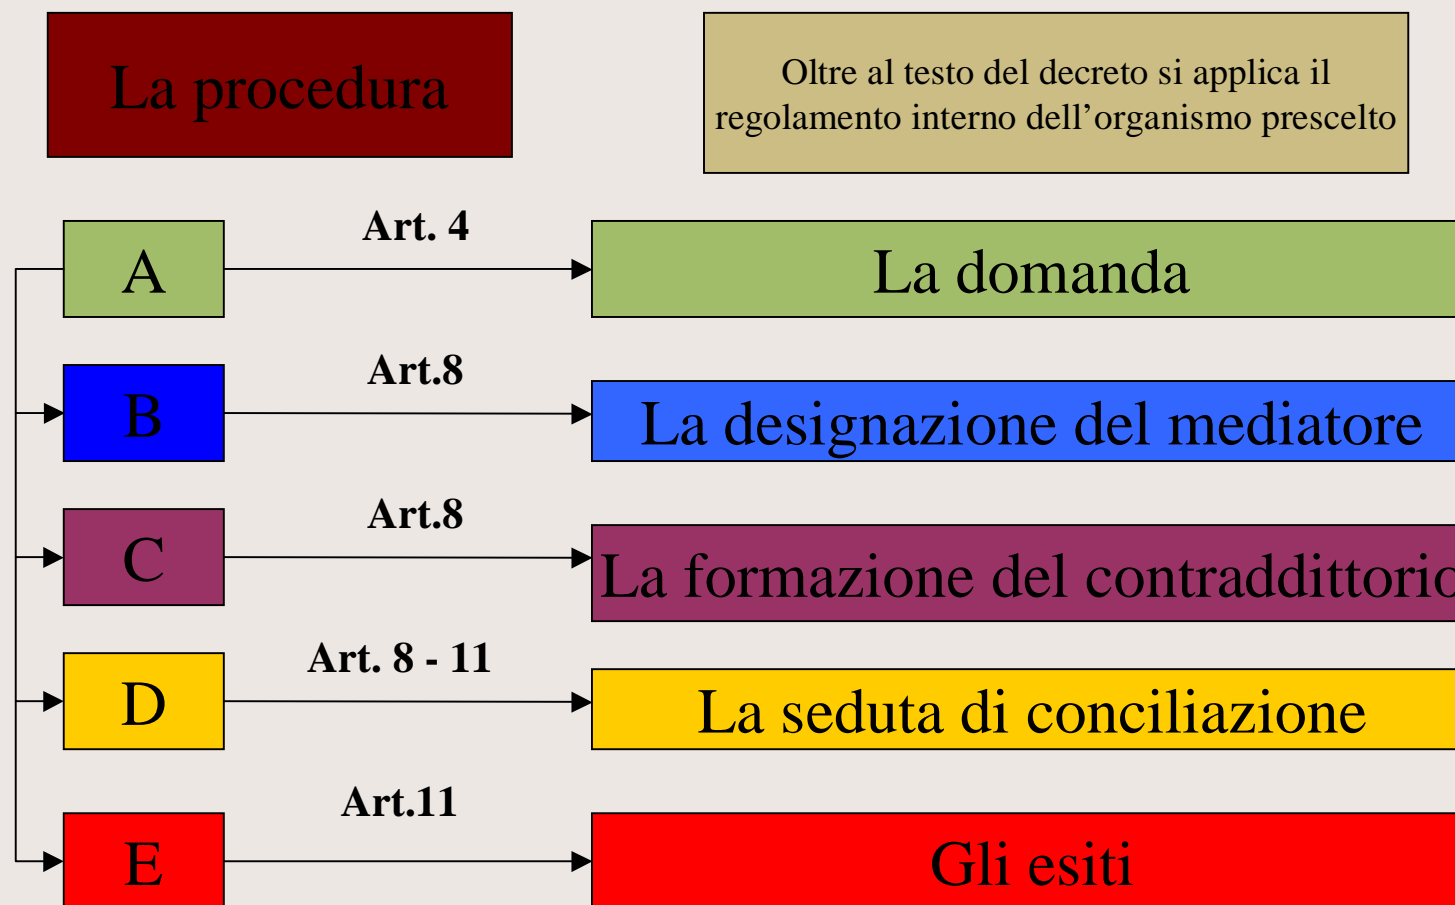 La procedura
Oltre al testo del decreto si applica il
regolamento interno dell’organismo prescelto
A
Art. 4
La domanda
B
Art.8
La designazione del mediatore
C
Art.8
La formazione del contraddittorio
D
Art. 8 - 11
La seduta di conciliazione
E
Art.11
Gli esiti